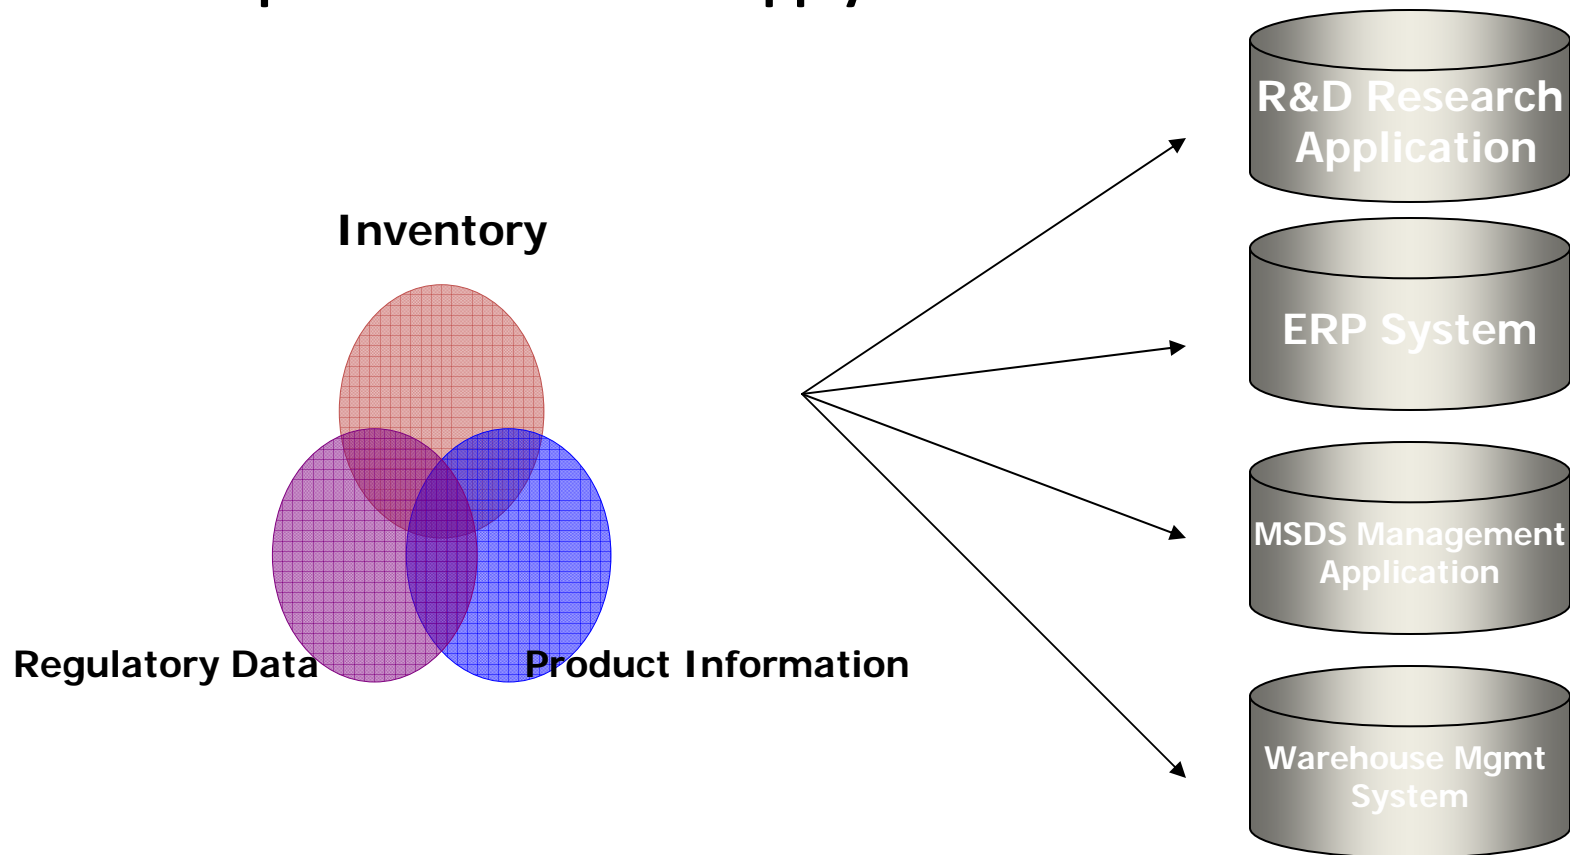 R&D Research
Application
Inventory
ERP System
MSDS Management
Application
Regulatory Data
Product Information
Warehouse Mgmt
System